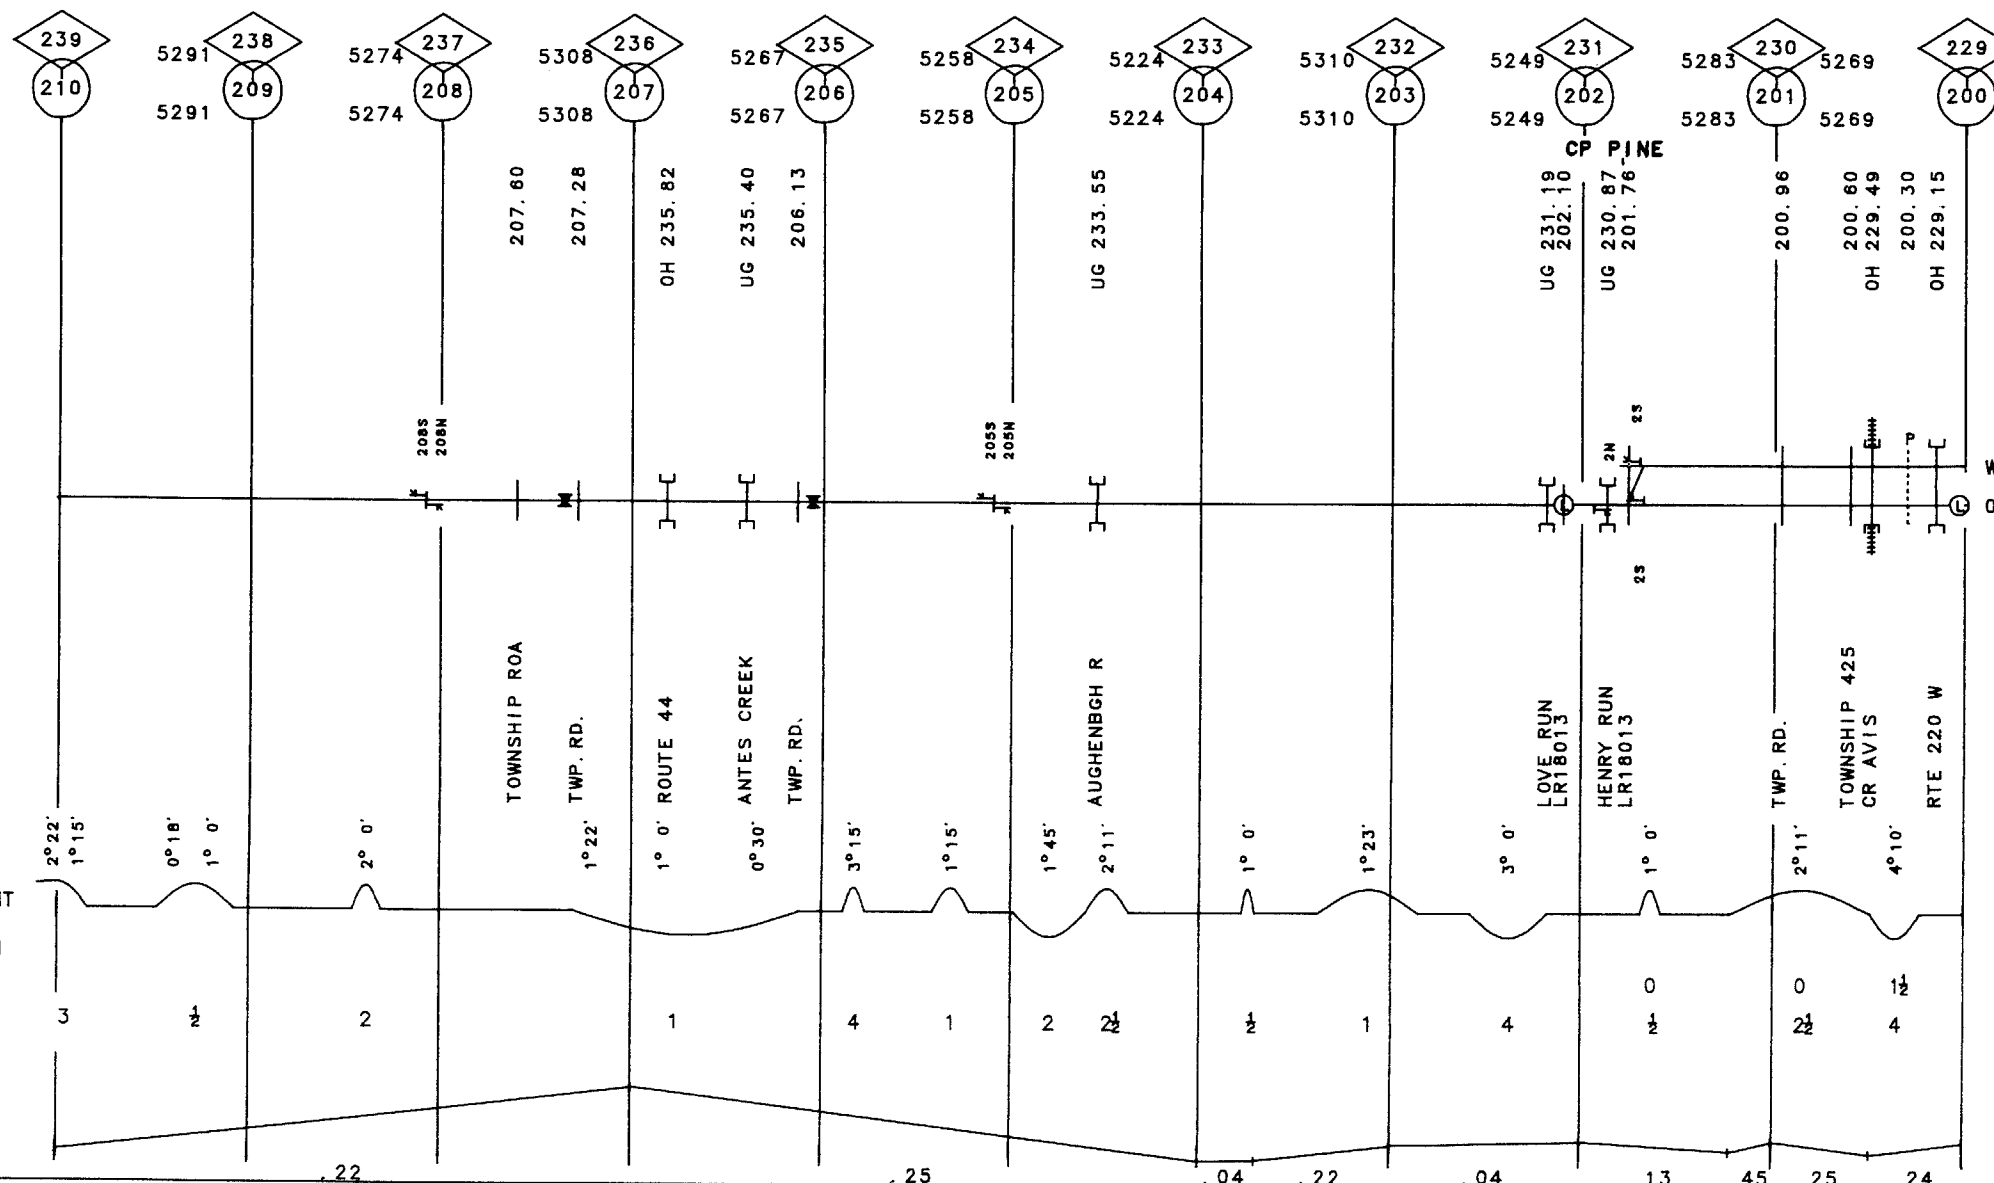 239 238 237 236 235 234 233 232 231 230 229
5291 5274 5308 5267 5258 5224 5310 5249 5283 5269
210 209 208 207 206 205 204 203 202 201 200
5291 5274 5308 5267 5258 5224 5310 5249 5283 5269
CP PINE
207.60
207.28
OH 235.82
UG 235.40
206.13
UG 233.55
UG 231.19
202.10
UG 230.87
201.76
200.96
200.60
OH 229.49
200.30
OH 229.15
208S
208N
205S
205N
2N
2S
P
W
L
L
2S
TOWNSHIP ROA
TWP. RD.
ROUTE 44
ANTES CREEK
TWP. RD.
AUGHENBGH R
LOVE RUN
LR18013
HENRY RUN
LR18013
TWP. RD.
TOWNSHIP 425
CR AVIS
RTE 220 W
2°22'
1°15'
0°18'
1° 0'
2° 0'
1°22'
1° 0'
0°30'
3°15'
1°15'
1°45'
2°11'
1° 0'
1°23'
3° 0'
1° 0'
2°11'
4°10'
0 0 1½
3 ½ 2 1 4 1 2 2½ ½ 1 4 ½ 2½ 4
.22 .25 .04 .22 .04 13 45 25 24